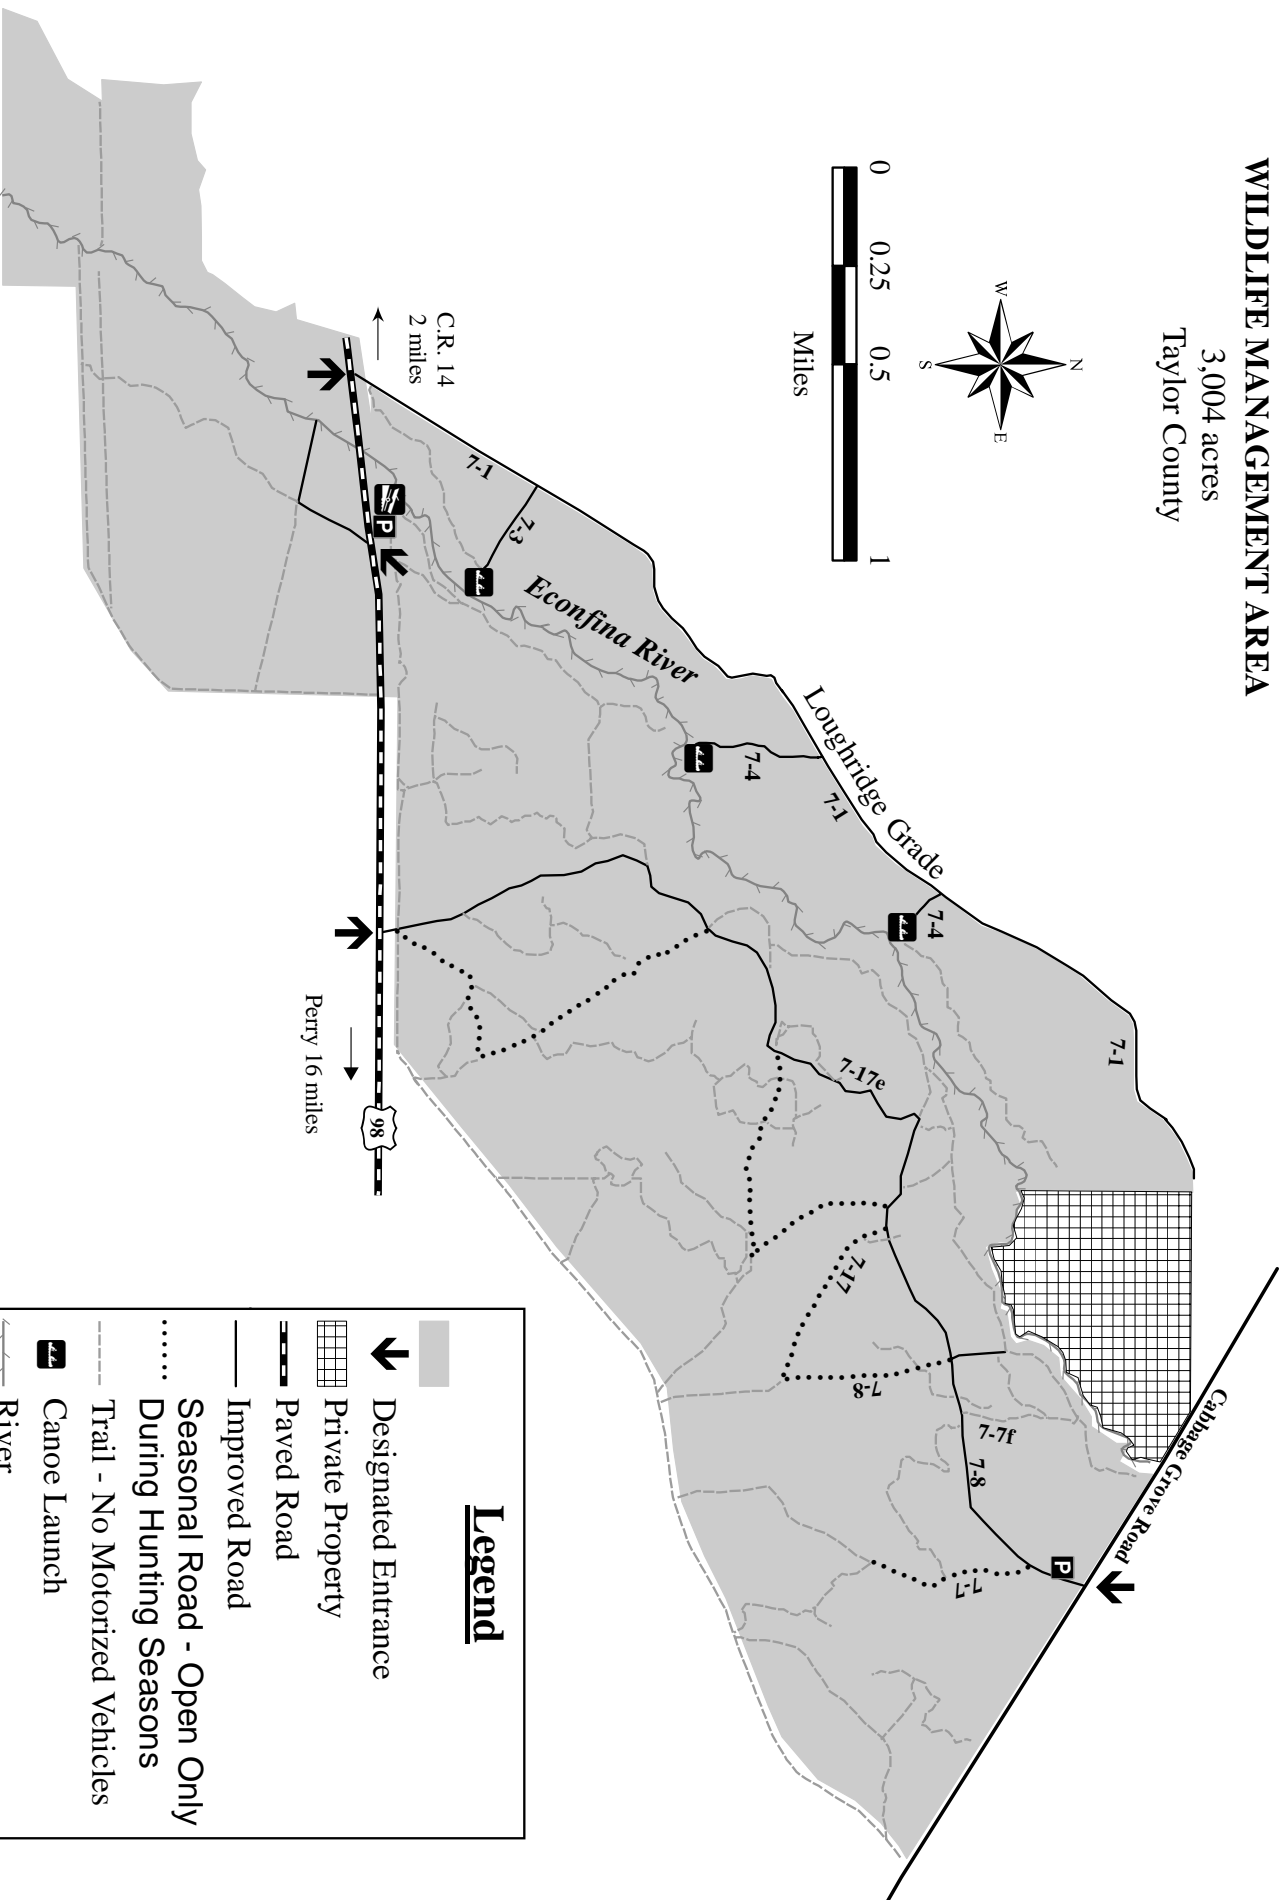 WILDLIFE MANAGEMENT AREA
3,004 acres
Taylor County
N
W
E
S
0
0.25
0.5
1
Miles
C.R. 14
2 miles
7-1
7-3
Econfina River
7-4
7-1
Loughridge Grade
7-4
7-1
7-17e
7-17
7-8
7-7f
7-8
7-7
P
P
Cabbage Grove Road
Perry 16 miles
98
Legend
Designated Entrance
Private Property
Paved Road
Improved Road
Seasonal Road - Open Only
During Hunting Seasons
Trail - No Motorized Vehicles
Canoe Launch
River